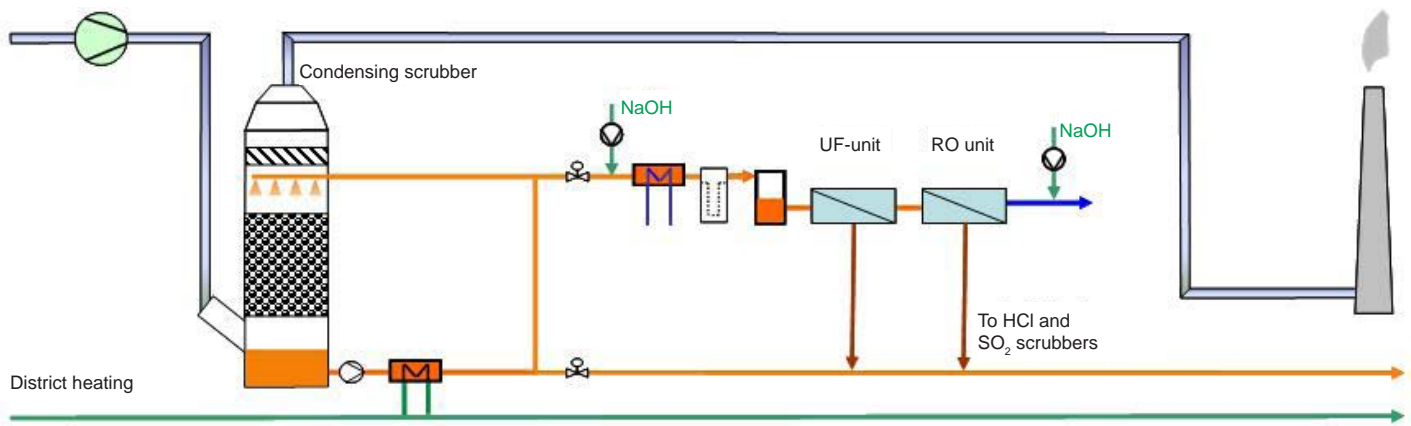 Condensing scrubber
NaOH
NaOH
UF-unit
RO unit
To HCl and
SO₂ scrubbers
District heating